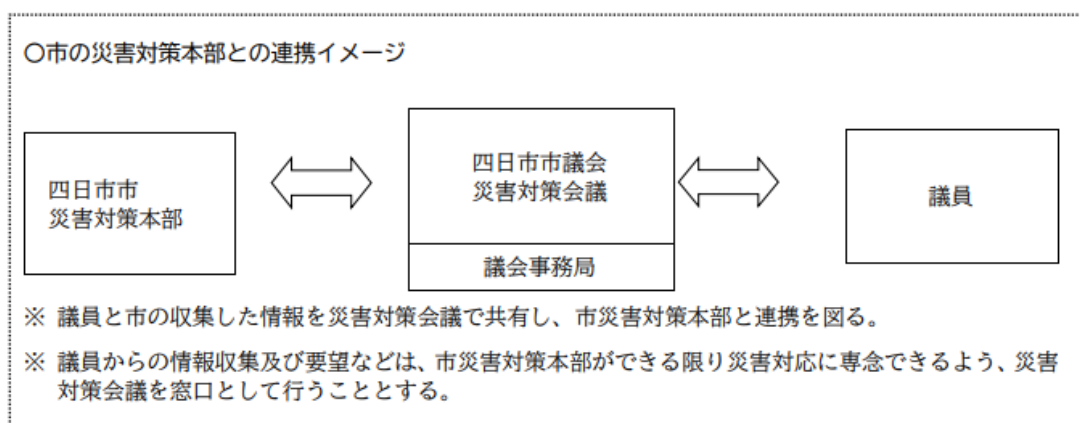 〇市の災害対策本部との連携イメージ
四日市市
災害対策本部
四日市市議会
災害対策会議
議会事務局
議員
※ 議員と市の収集した情報を災害対策会議で共有し、市災害対策本部と連携を図る。
※ 議員からの情報収集及び要望などは、市災害対策本部ができる限り災害対応に専念できるよう、災害
対策会議を窓口として行うこととする。